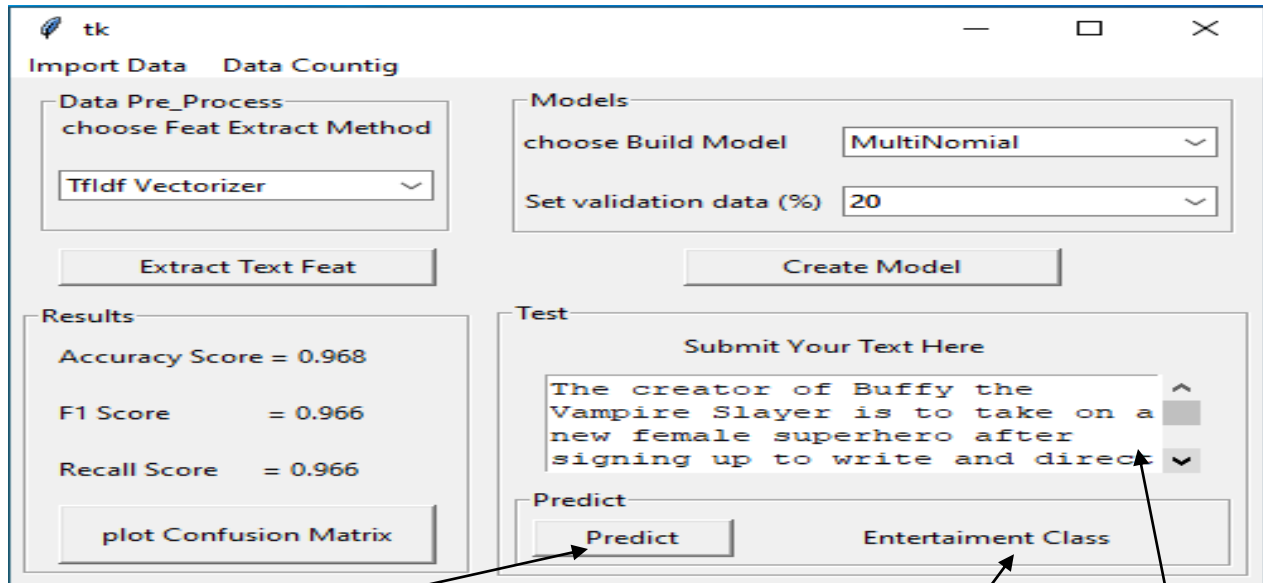 tk
Import Data Data Countig
Data Pre_Process
choose Feat Extract Method
TfIdf Vectorizer
Extract Text Feat
Models
choose Build Model MultiNomial
Set validation data (%) 20
Create Model
Results
Accuracy Score = 0.968
F1 Score = 0.966
Recall Score = 0.966
plot Confusion Matrix
Test
Submit Your Text Here
The creator of Buffy the
Vampire Slayer is to take on a
new female superhero after
signing up to write and direct
Predict
Predict Entertaiment Class